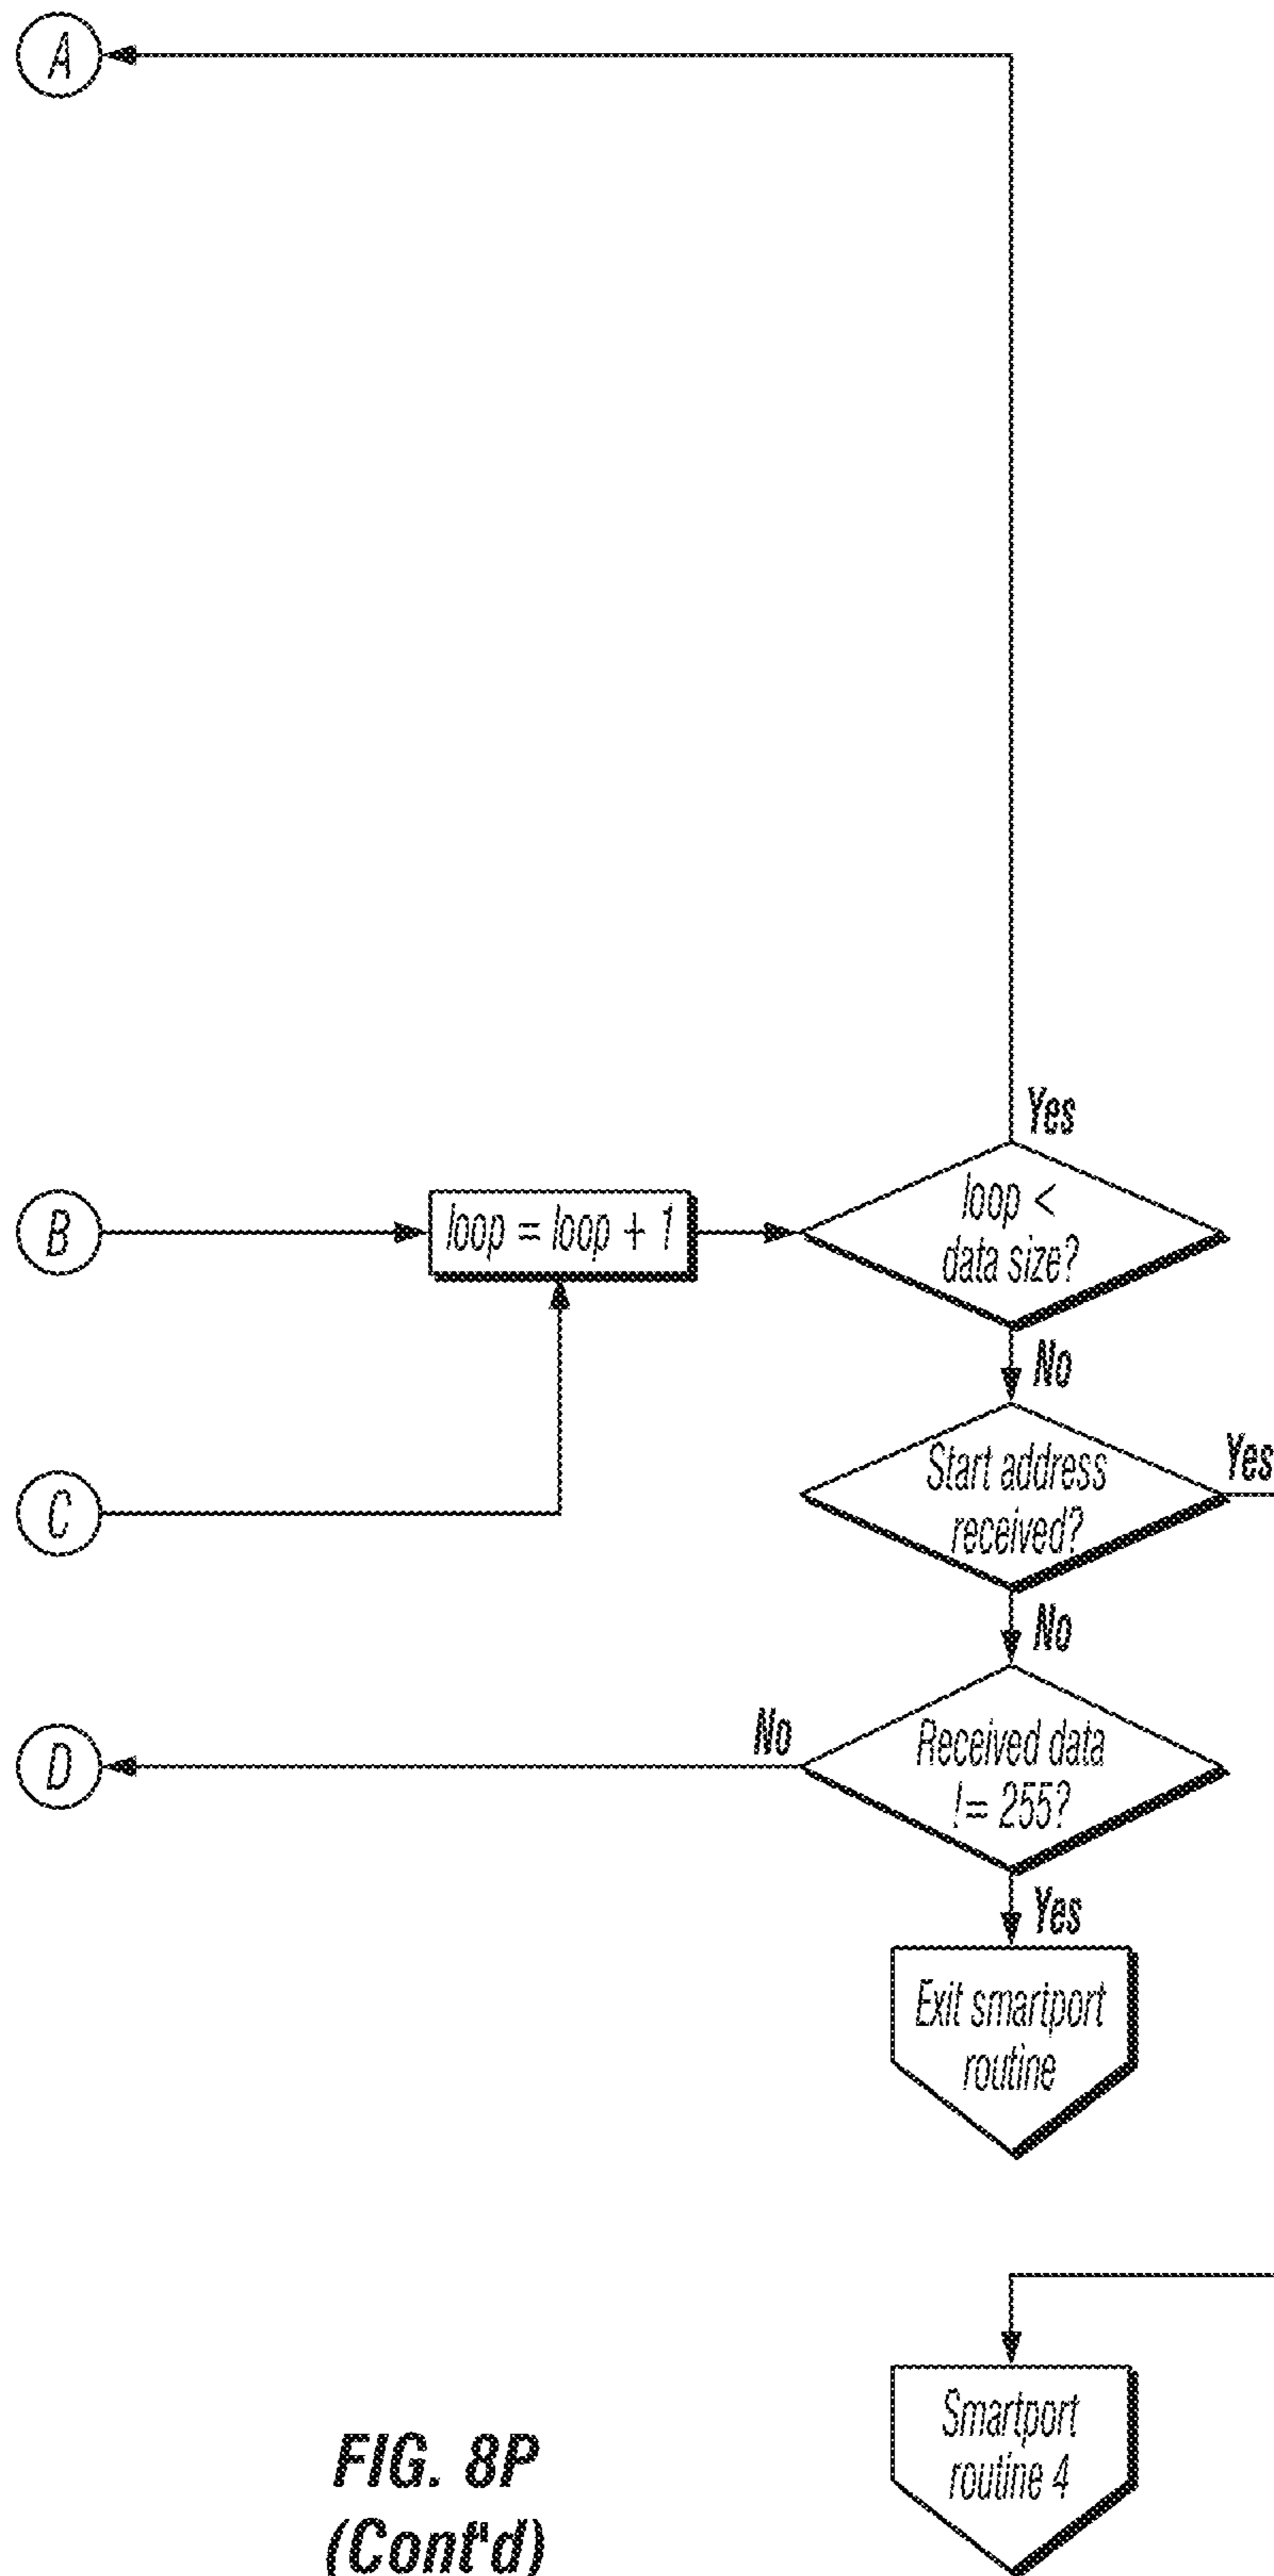 A
Yes
B
loop = loop + 1
loop <
data size?
No
C
Start address
received?
Yes
No
D
No
Received data
!= 255?
Yes
Exit smartport
routine
Smartport
routine 4
FIG. 8P
(Cont'd)